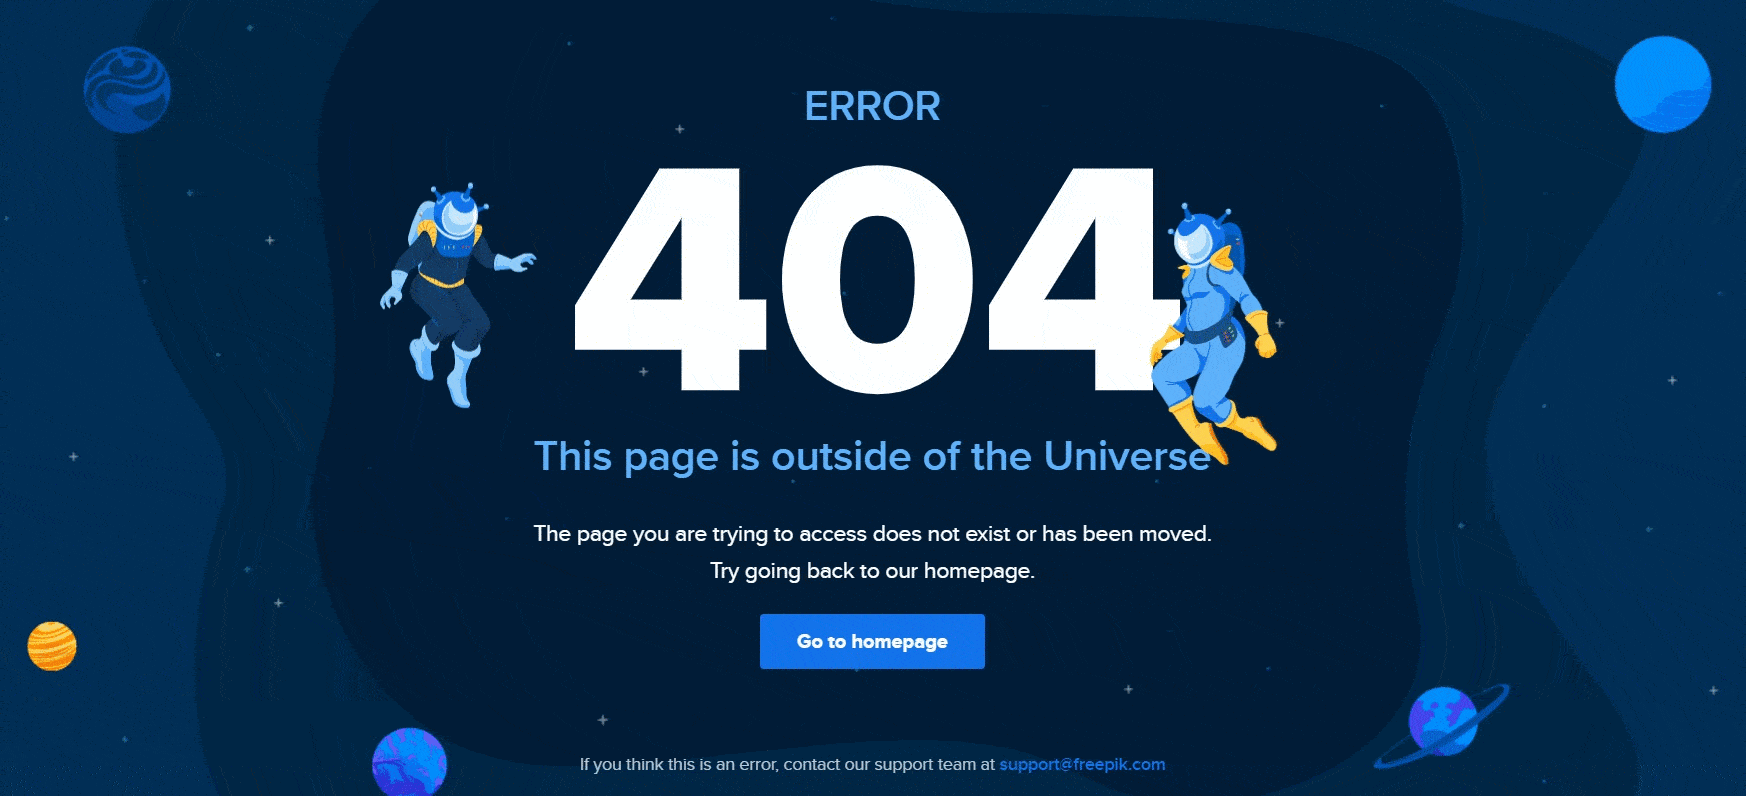 ERROR
404
This page is outside of the Universe
The page you are trying to access does not exist or has been moved.
Try going back to our homepage.
Go to homepage
If you think this is an error, contact our support team at support@freepik.com